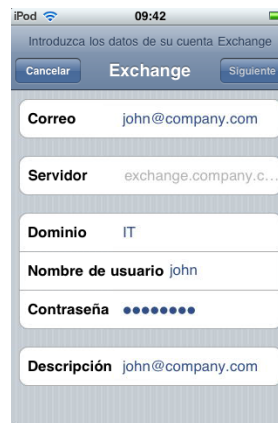 iPod 09:42
Introduzca los datos de su cuenta Exchange
Cancelar Exchange Siguiente
Correo john@company.com
Servidor exchange.company.c...
Dominio IT
Nombre de usuario john
Contraseña ●●●●●●●●
Descripción john@company.com